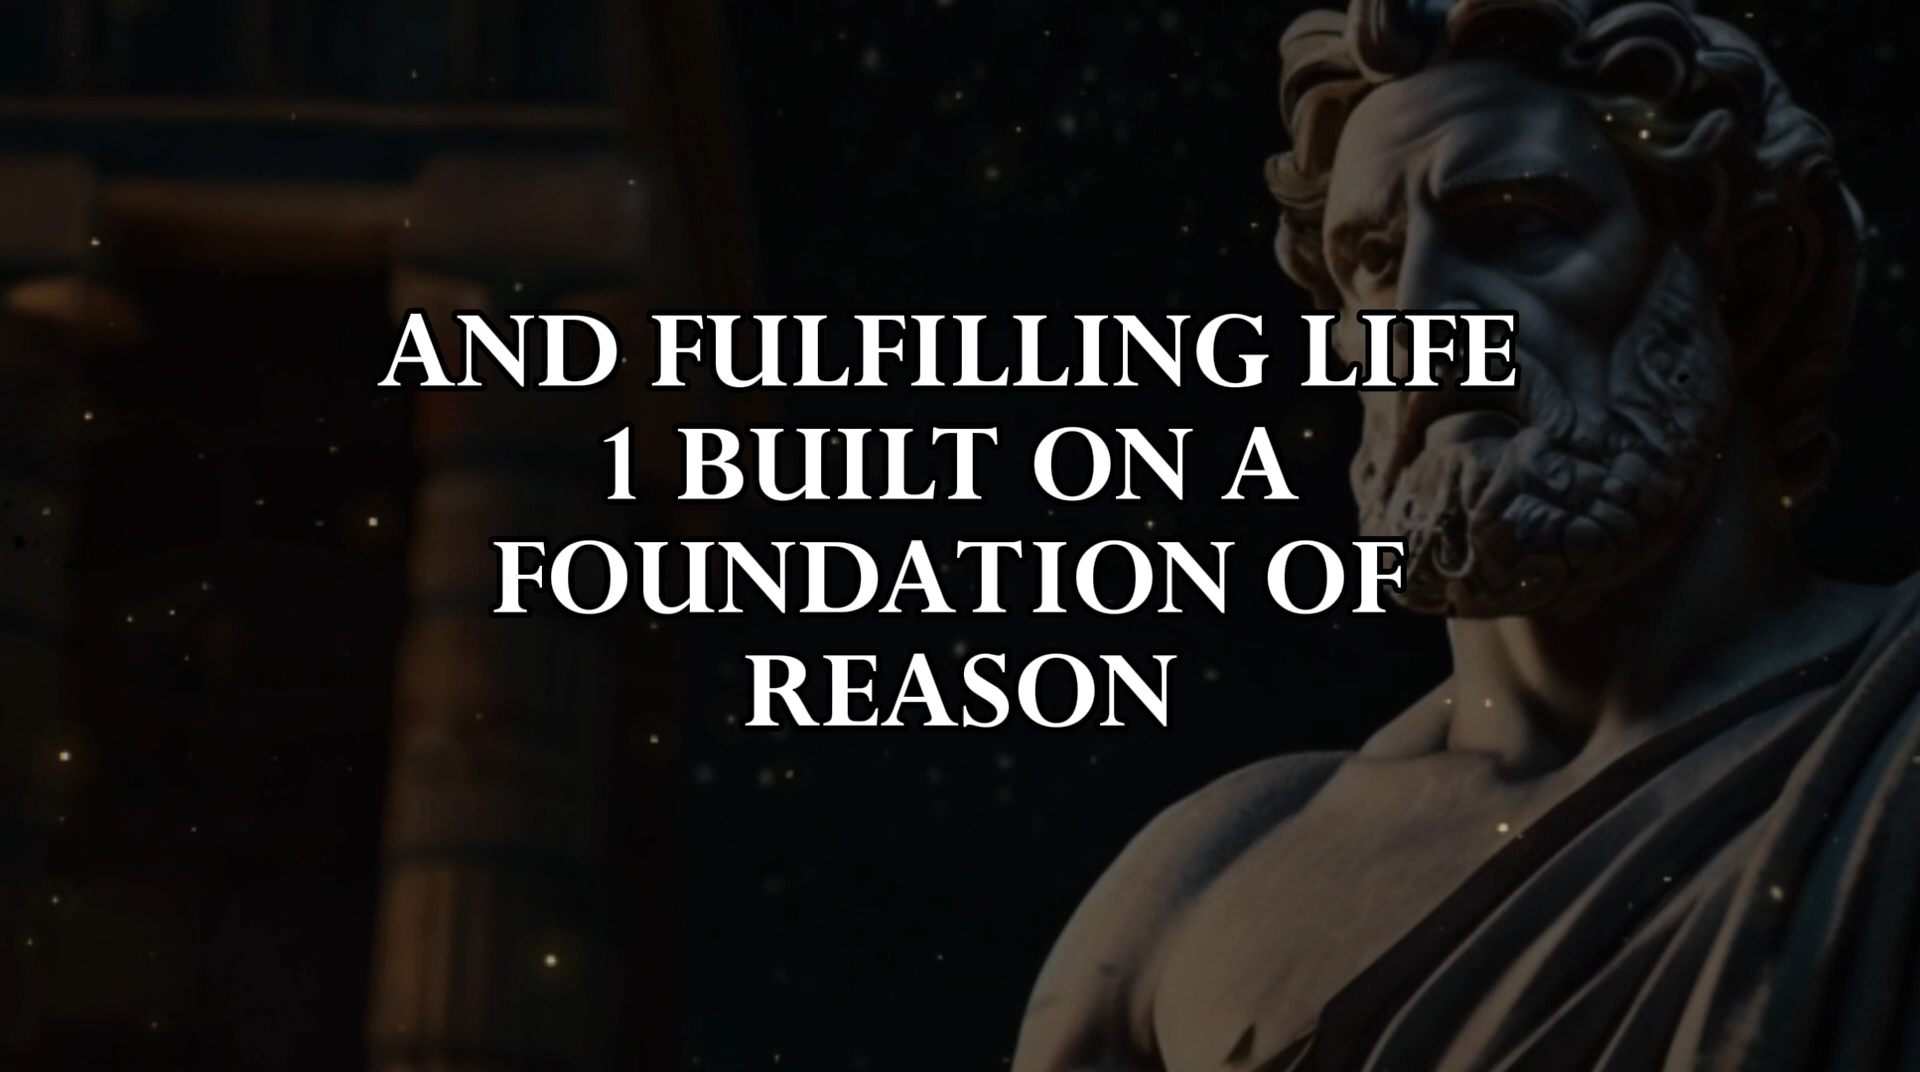 AND FULFILLING LIFE
1 BUILT ON A
FOUNDATION OF
REASON